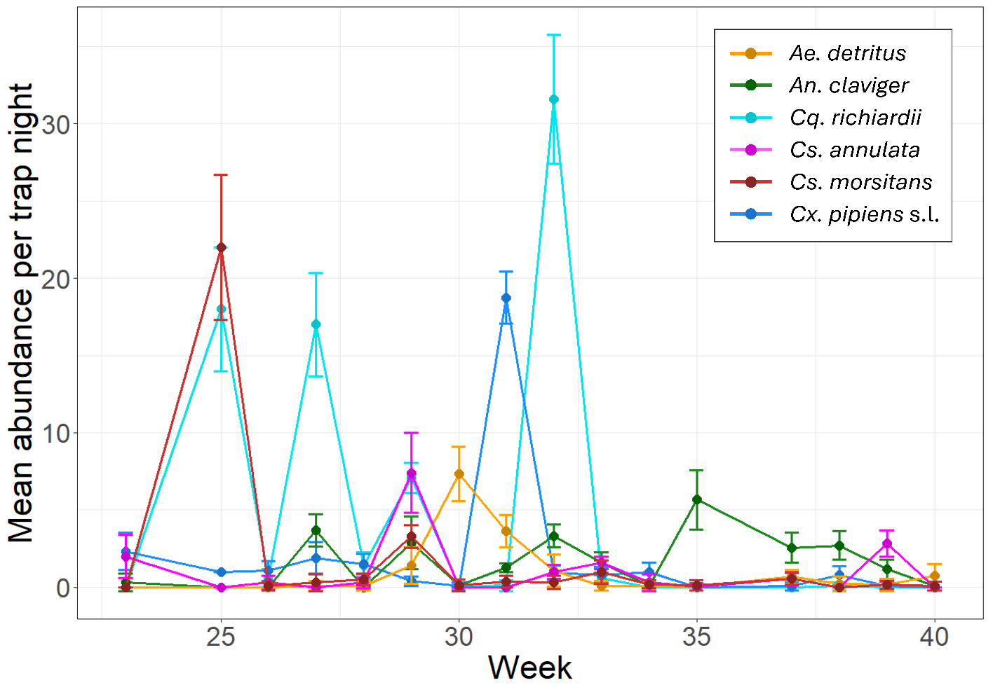 Mean abundance per trap night
30
20
10
0
Ae. detritus
An. claviger
Cq. richiardii
Cs. annulata
Cs. morsitans
Cx. pipiens s.l.
25 30 35 40
Week